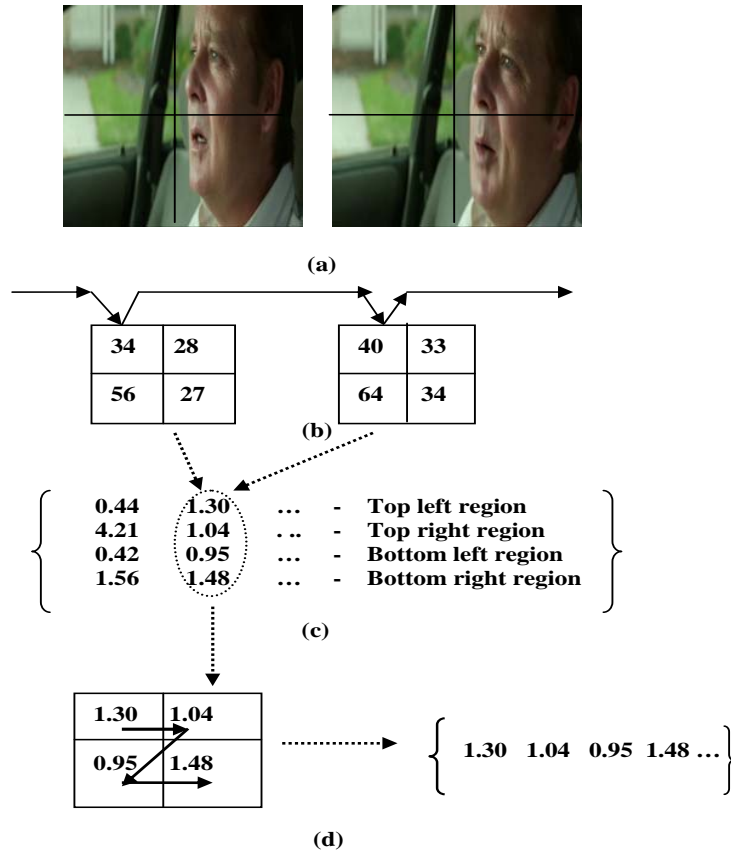 (a)
34 28
56 27
40 33
64 34
(b)
0.44 1.30 ... - Top left region
4.21 1.04 . .. - Top right region
0.42 0.95 ... - Bottom left region
1.56 1.48 ... - Bottom right region
(c)
1.30 1.04
0.95 1.48
1.30 1.04 0.95 1.48 ...
(d)